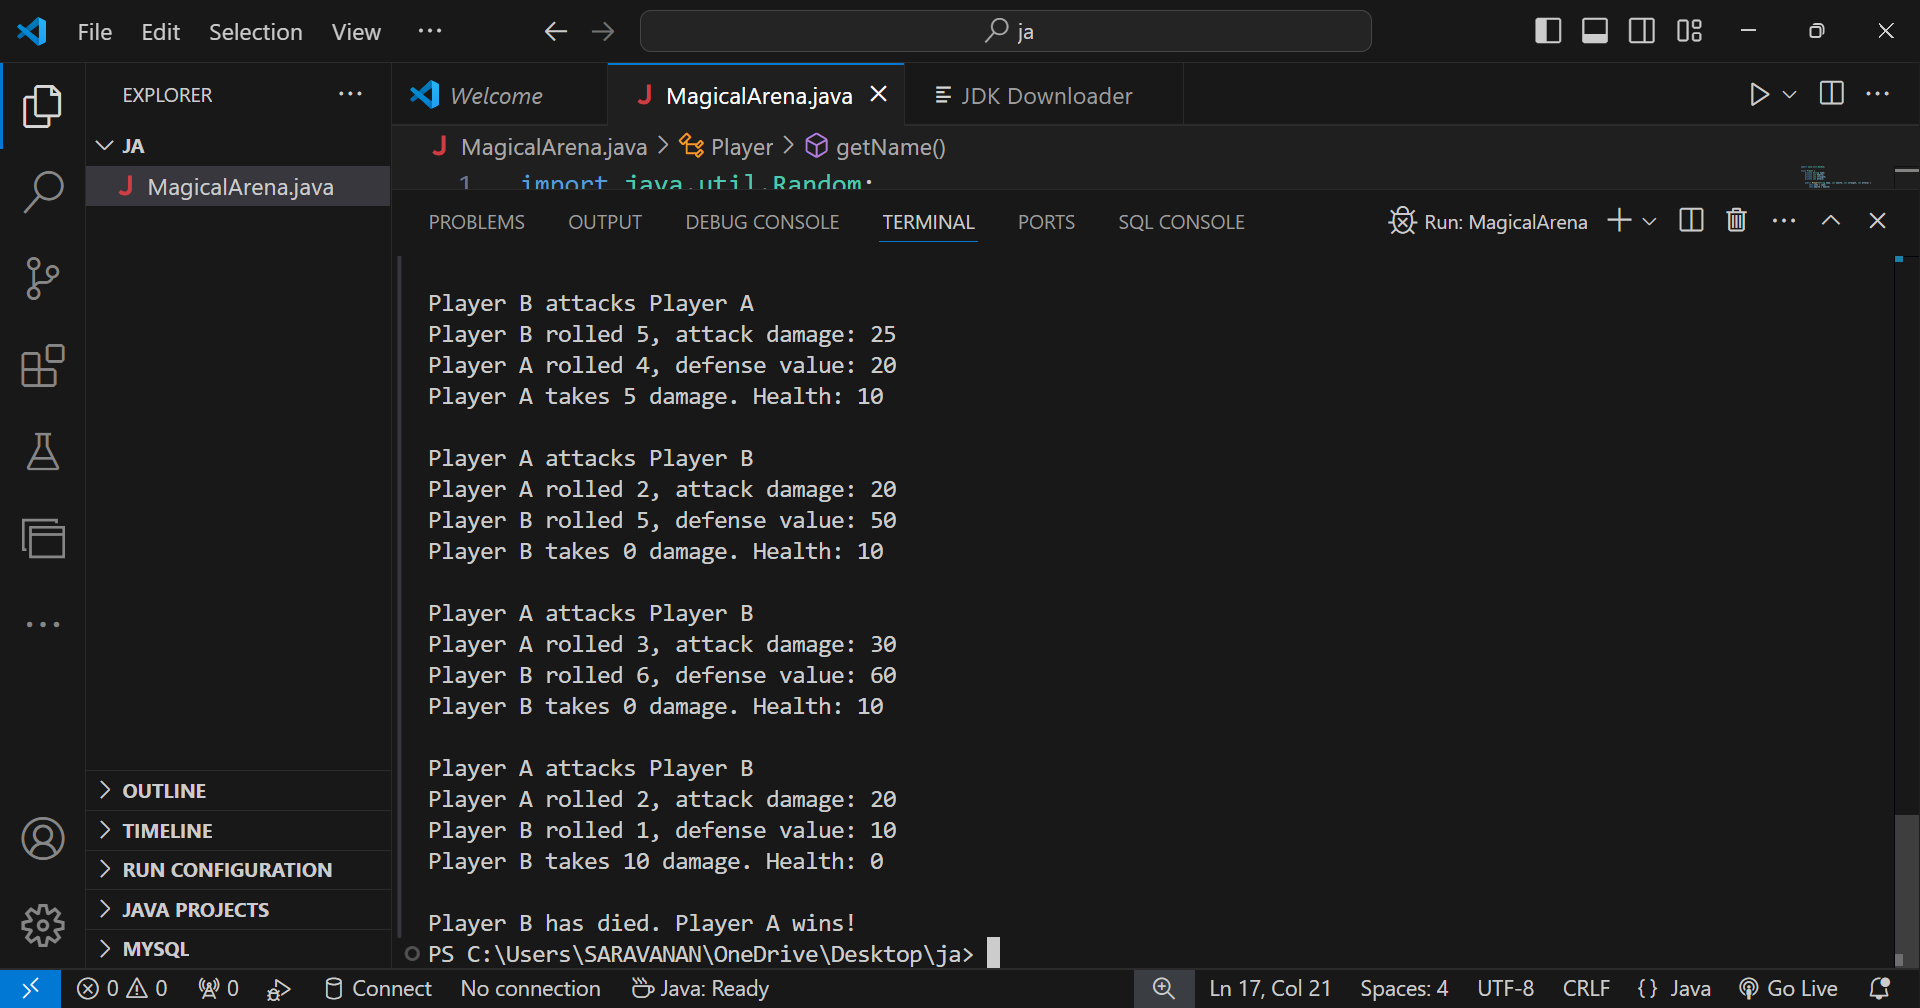 File Edit Selection View ··· ja
EXPLORER ···
JA
MagicalArena.java
OUTLINE
TIMELINE
RUN CONFIGURATION
JAVA PROJECTS
MYSQL
Welcome MagicalArena.java JDK Downloader
MagicalArena.java > Player > getName()
1 import java.util.Random;
PROBLEMS OUTPUT DEBUG CONSOLE TERMINAL PORTS SQL CONSOLE Run: MagicalArena
Player B attacks Player A
Player B rolled 5, attack damage: 25
Player A rolled 4, defense value: 20
Player A takes 5 damage. Health: 10
Player A attacks Player B
Player A rolled 2, attack damage: 20
Player B rolled 5, defense value: 50
Player B takes 0 damage. Health: 10
Player A attacks Player B
Player A rolled 3, attack damage: 30
Player B rolled 6, defense value: 60
Player B takes 0 damage. Health: 10
Player A attacks Player B
Player A rolled 2, attack damage: 20
Player B rolled 1, defense value: 10
Player B takes 10 damage. Health: 0
Player B has died. Player A wins!
PS C:\Users\SARAVANAN\OneDrive\Desktop\ja>
0 0 0 Connect No connection Java: Ready Ln 17, Col 21 Spaces: 4 UTF-8 CRLF {} Java Go Live